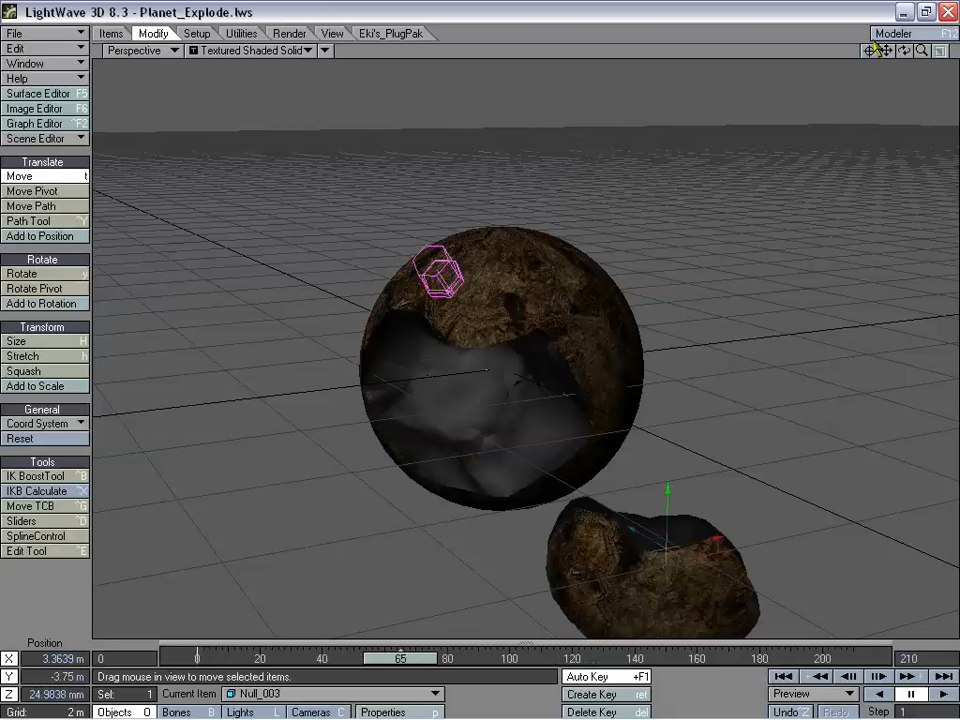 LightWave 3D 8.3 - Planet_Explode.lws
File Items Modify Setup Utilities Render View Eki's_PlugPak Modeler F12
Edit Perspective Textured Shaded Solid
Window
Help
Surface Editor F5
Image Editor F6
Graph Editor ^F2
Scene Editor
Translate
Move t
Move Pivot
Move Path
Path Tool ^Y
Add to Position
Rotate
Rotate y
Rotate Pivot
Add to Rotation
Transform
Size H
Stretch h
Squash
Add to Scale
General
Coord System
Reset
Tools
IK BoostTool ^B
IKB Calculate ^X
Move TCB ^G
Sliders ^D
SplineControl
Edit Tool ^E
Position
X 3.3639 m 0 0 20 40 65 80 100 120 140 160 180 200 210
Y -3.75 m Drag mouse in view to move selected items. Auto Key +F1
Z 24.9838 mm Sel: 1 Current Item Null_003 Create Key ret Preview
Grid: 2 m Objects O Bones B Lights L Cameras C Properties p Delete Key del Undo ^Z Redo Step 1